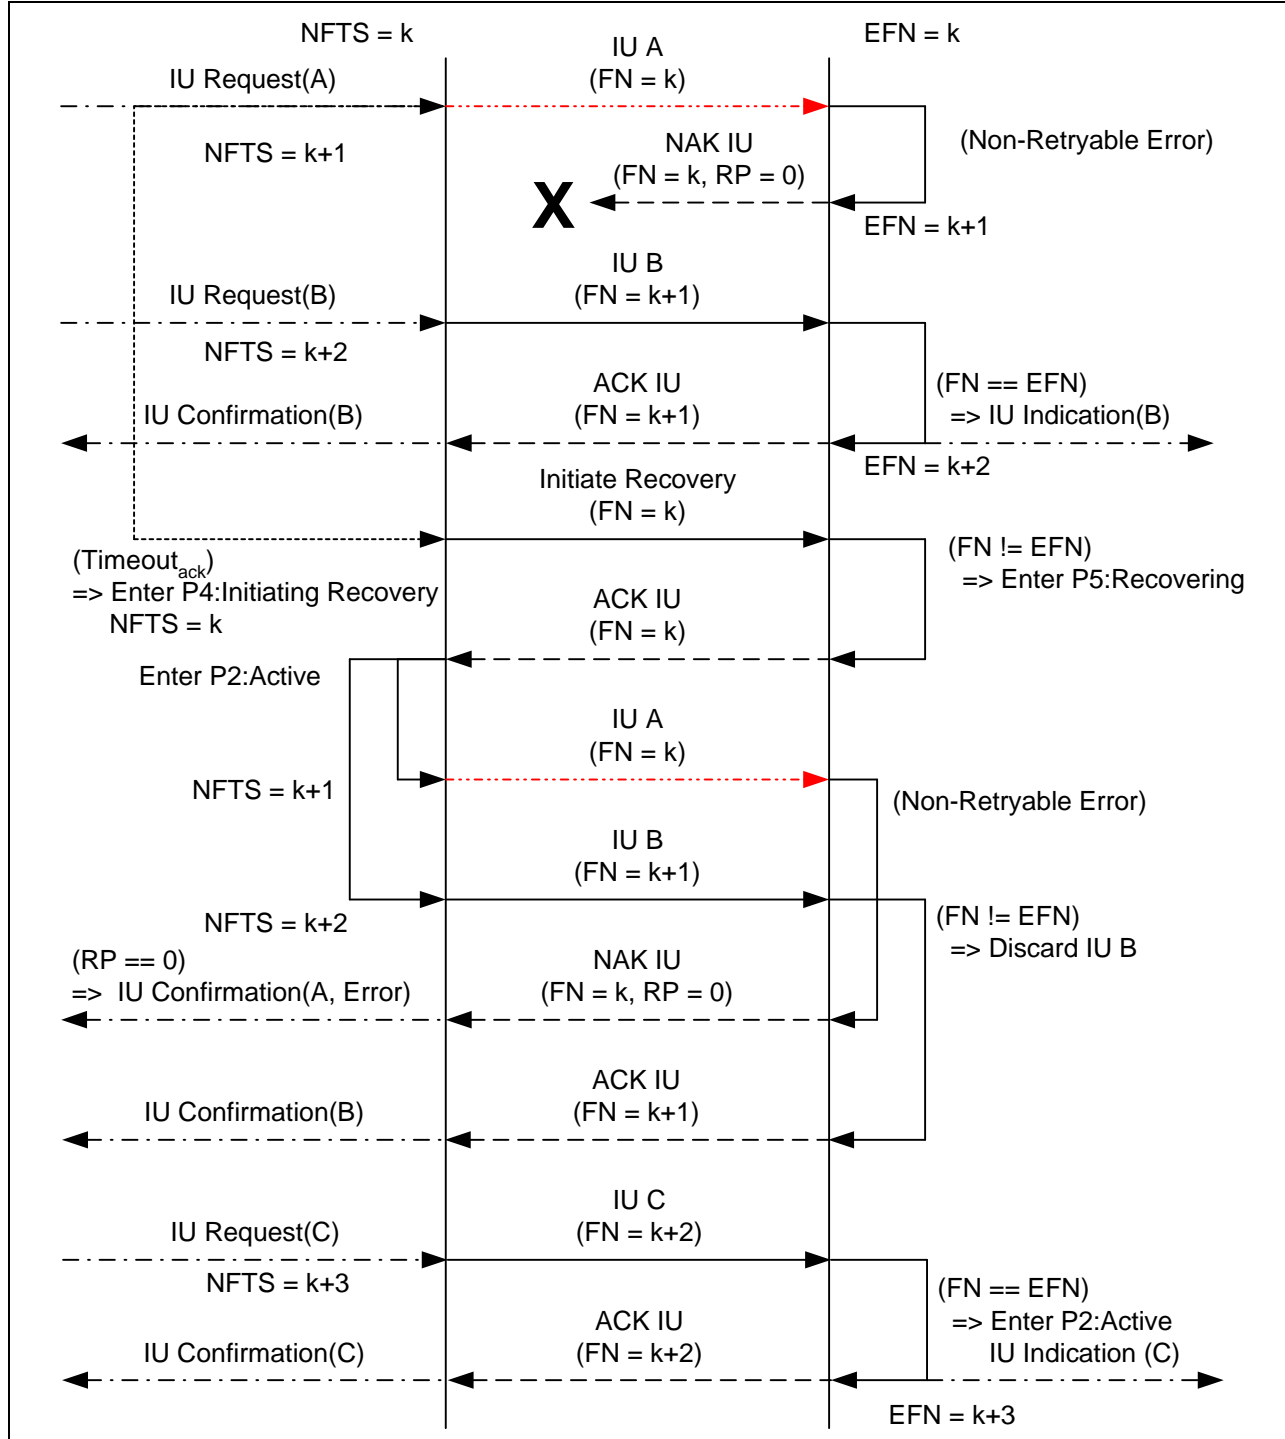 NFTS = k
EFN = k
IU A
(FN = k)
IU Request(A)
NFTS = k+1
NAK IU
(FN = k, RP = 0)
(Non-Retryable Error)
X
EFN = k+1
IU B
(FN = k+1)
IU Request(B)
NFTS = k+2
ACK IU
(FN = k+1)
(FN == EFN)
=> IU Indication(B)
IU Confirmation(B)
EFN = k+2
Initiate Recovery
(FN = k)
(Timeout_ack)
=> Enter P4:Initiating Recovery
NFTS = k
(FN != EFN)
=> Enter P5:Recovering
ACK IU
(FN = k)
Enter P2:Active
IU A
(FN = k)
NFTS = k+1
(Non-Retryable Error)
IU B
(FN = k+1)
NFTS = k+2
(FN != EFN)
=> Discard IU B
(RP == 0)
=> IU Confirmation(A, Error)
NAK IU
(FN = k, RP = 0)
ACK IU
(FN = k+1)
IU Confirmation(B)
IU C
(FN = k+2)
IU Request(C)
NFTS = k+3
(FN == EFN)
=> Enter P2:Active
IU Indication (C)
ACK IU
(FN = k+2)
IU Confirmation(C)
EFN = k+3